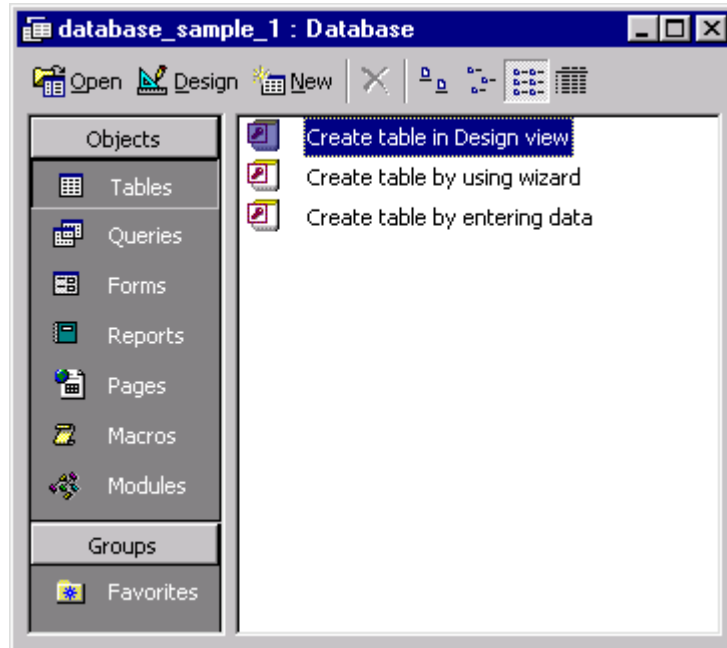 database_sample_1 : Database
Open Design New
Objects
Tables
Queries
Forms
Reports
Pages
Macros
Modules
Groups
Favorites
Create table in Design view
Create table by using wizard
Create table by entering data